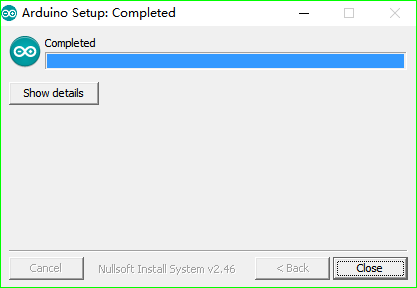 Arduino Setup: Completed
Completed
Show details
Cancel
Nullsoft Install System v2.46
< Back
Close